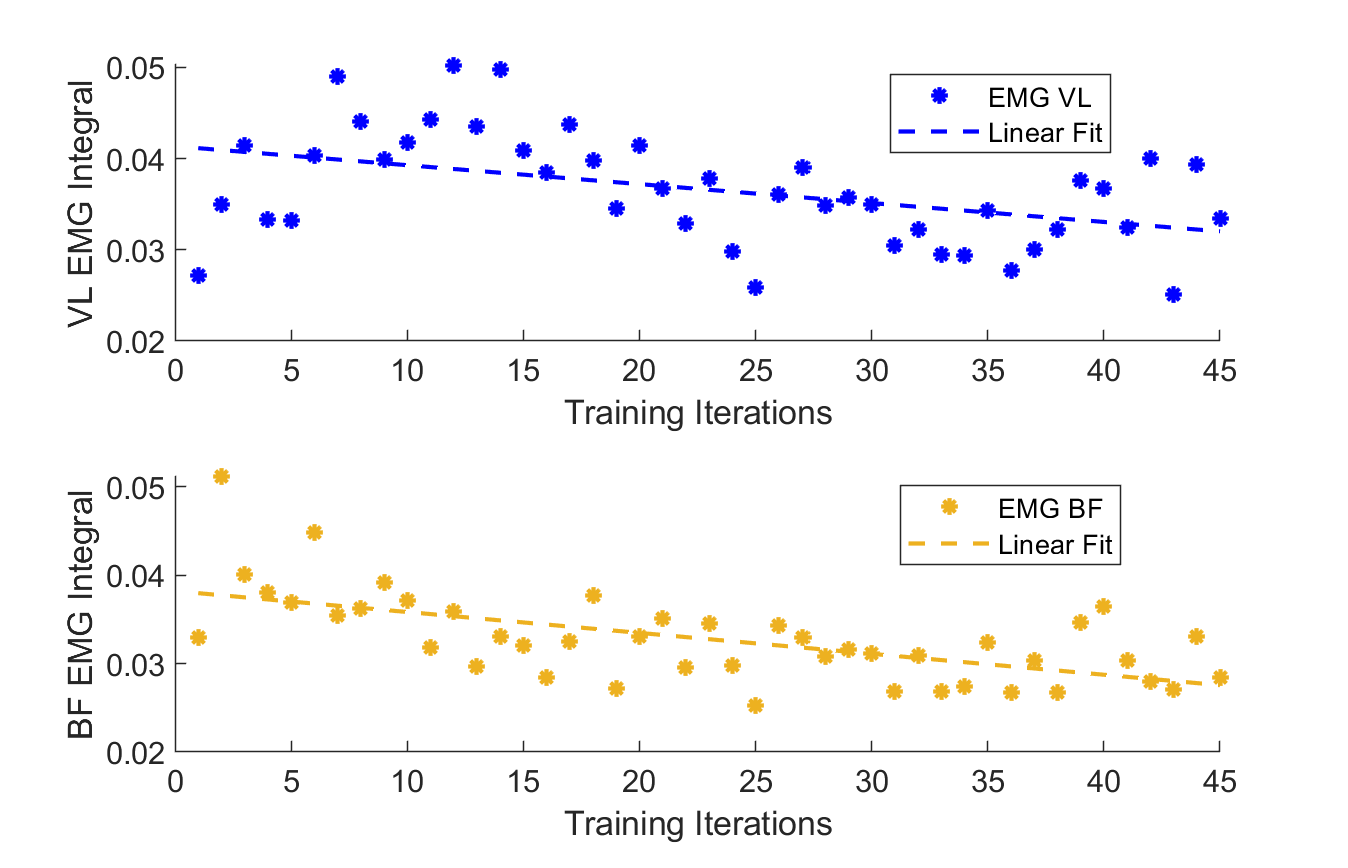 0.05
0.04
0.03
0.02
VL EMG Integral
EMG VL
Linear Fit
0 5 10 15 20 25 30 35 40 45
Training Iterations
0.05
0.04
0.03
0.02
BF EMG Integral
EMG BF
Linear Fit
0 5 10 15 20 25 30 35 40 45
Training Iterations